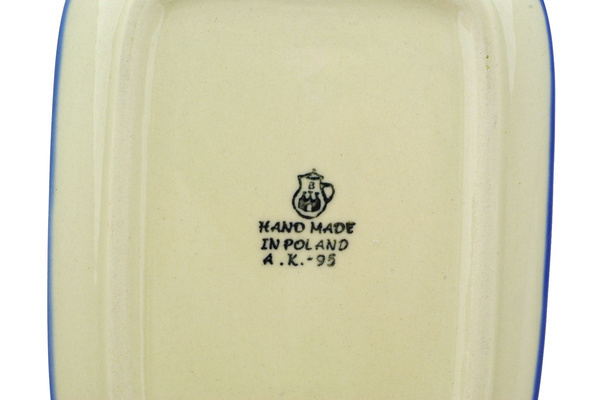 B
HAND MADE
IN POLAND
A.K.-95